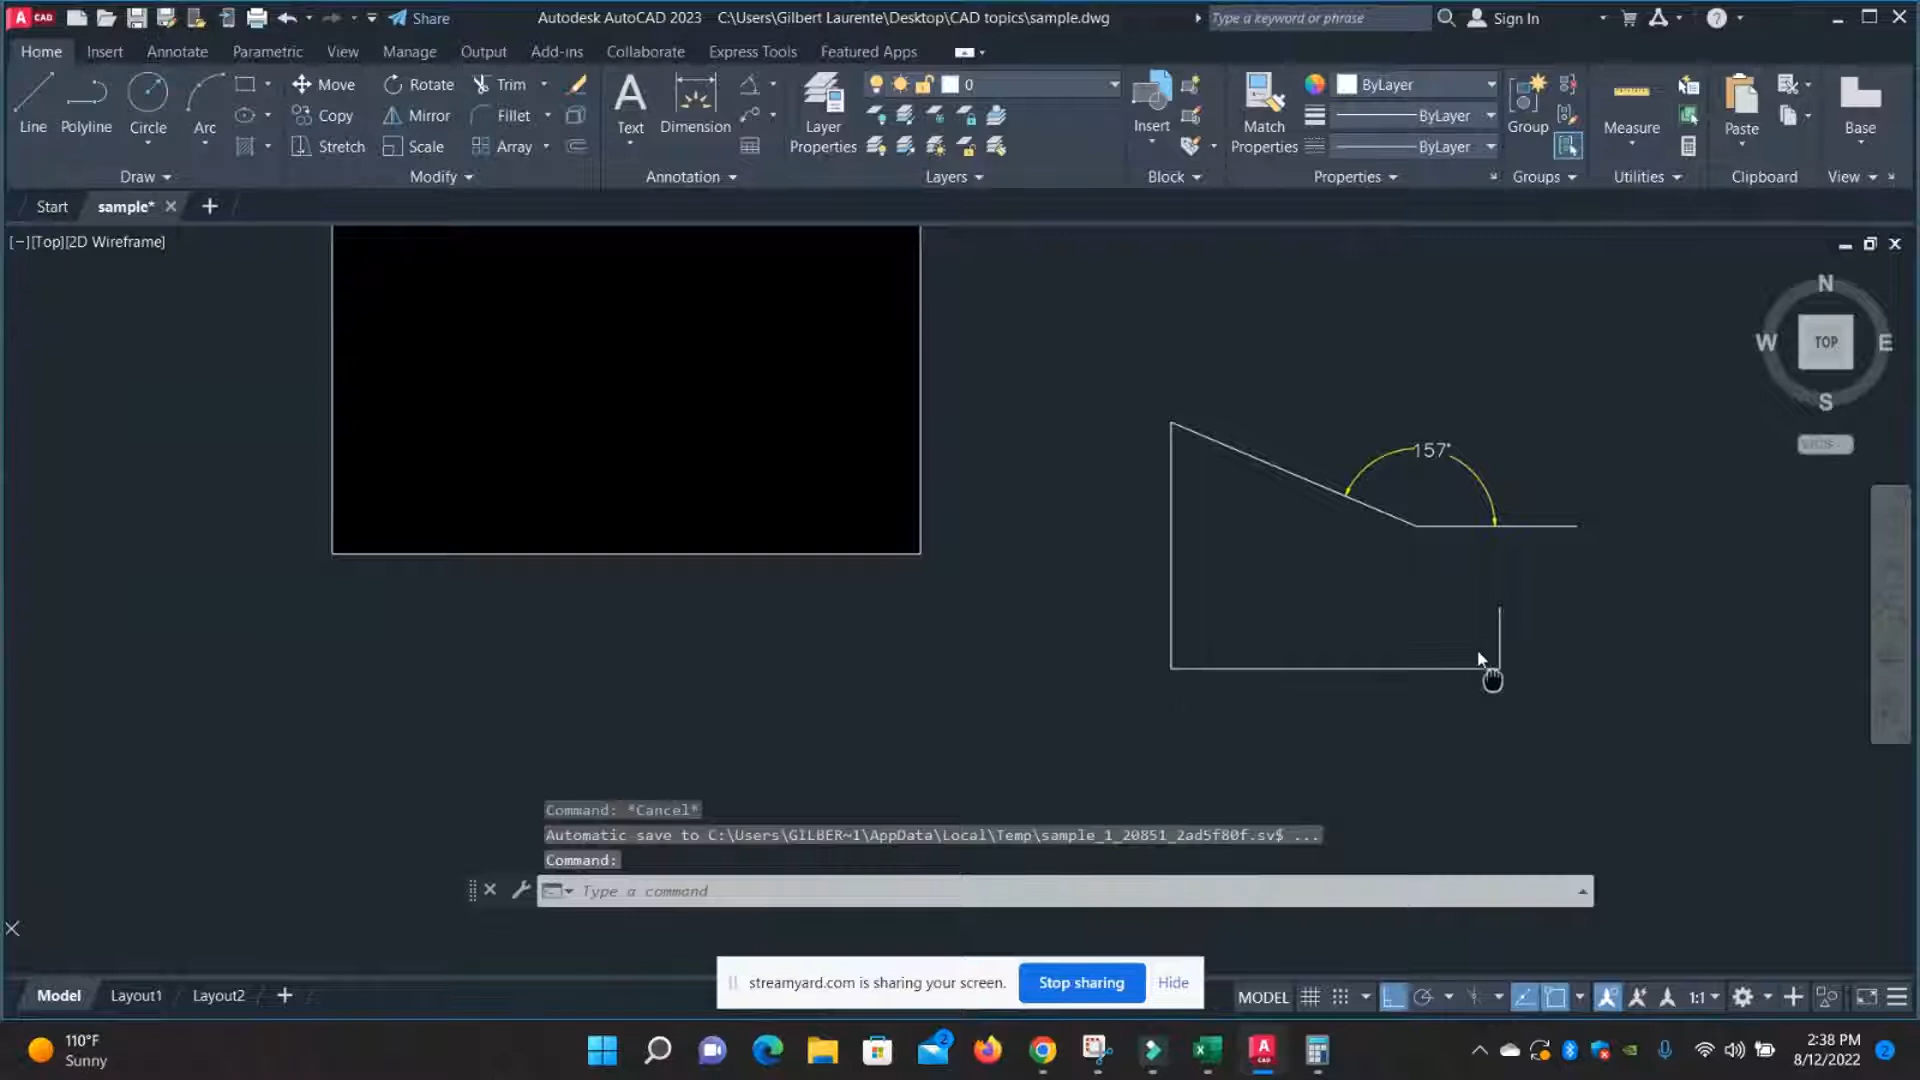 A CAD Share Autodesk AutoCAD 2023 C:\Users\Gilbert Laurente\Desktop\CAD topics\sample.dwg Type a keyword or phrase Sign In
Home Insert Annotate Parametric View Manage Output Add-ins Collaborate Express Tools Featured Apps
Line Polyline Circle Arc
Move Rotate Trim
Copy Mirror Fillet
Stretch Scale Array
Text Dimension
Layer Properties
0
Insert
Match Properties
ByLayer
ByLayer
ByLayer
Group
Measure
Paste
Base
Draw Modify Annotation Layers Block Properties Groups Utilities Clipboard View
Start sample*
[−][Top][2D Wireframe]
N
W TOP E
S
157°
Command: *Cancel*
Automatic save to C:\Users\GILBER~1\AppData\Local\Temp\sample_1_20851_2ad5f80f.sv$ ...
Command:
Type a command
streamyard.com is sharing your screen. Stop sharing Hide
Model Layout1 Layout2
MODEL 1:1
110°F
Sunny
2
A CAD
2:38 PM
8/12/2022
2